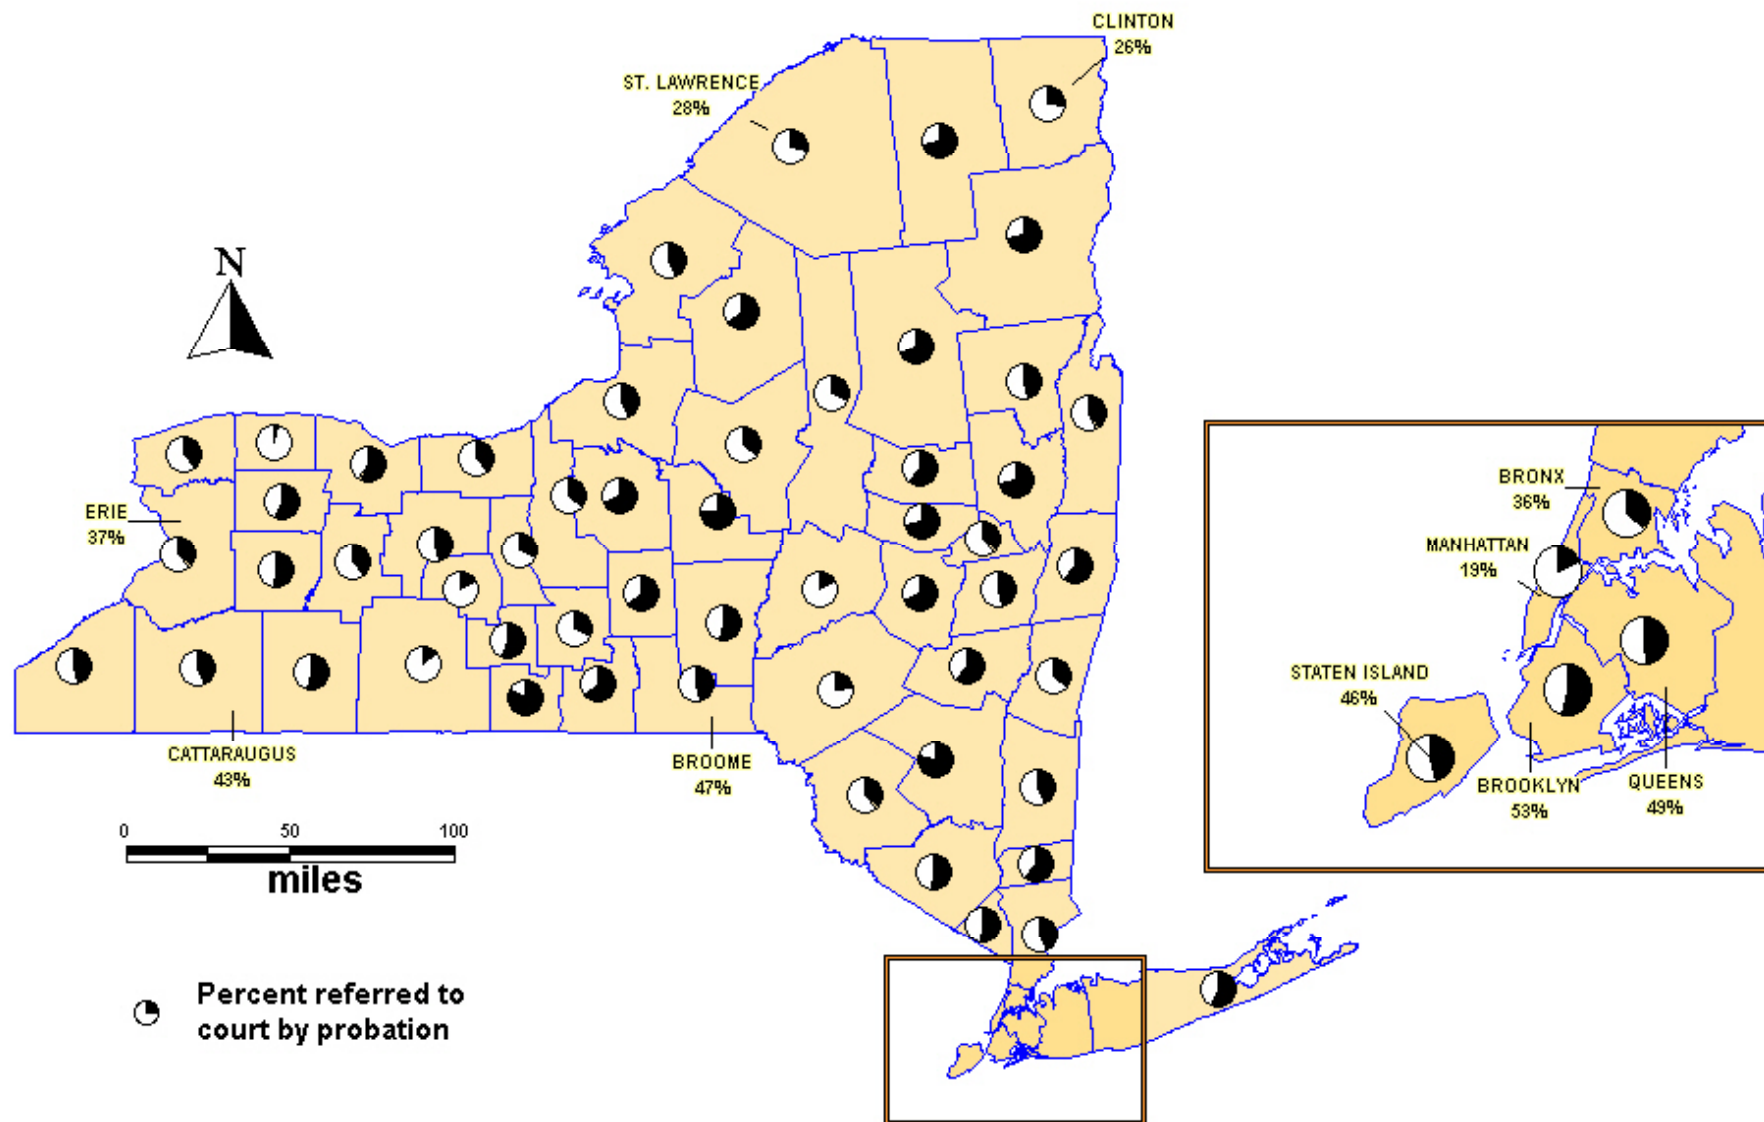 CLINTON
26%
ST. LAWRENCE
28%
N
ERIE
37%
BRONX
36%
MANHATTAN
19%
STATEN ISLAND
46%
CATTARAUGUS
43%
BROOME
47%
BROOKLYN
53%
QUEENS
49%
0 50 100
miles
Percent referred to
court by probation